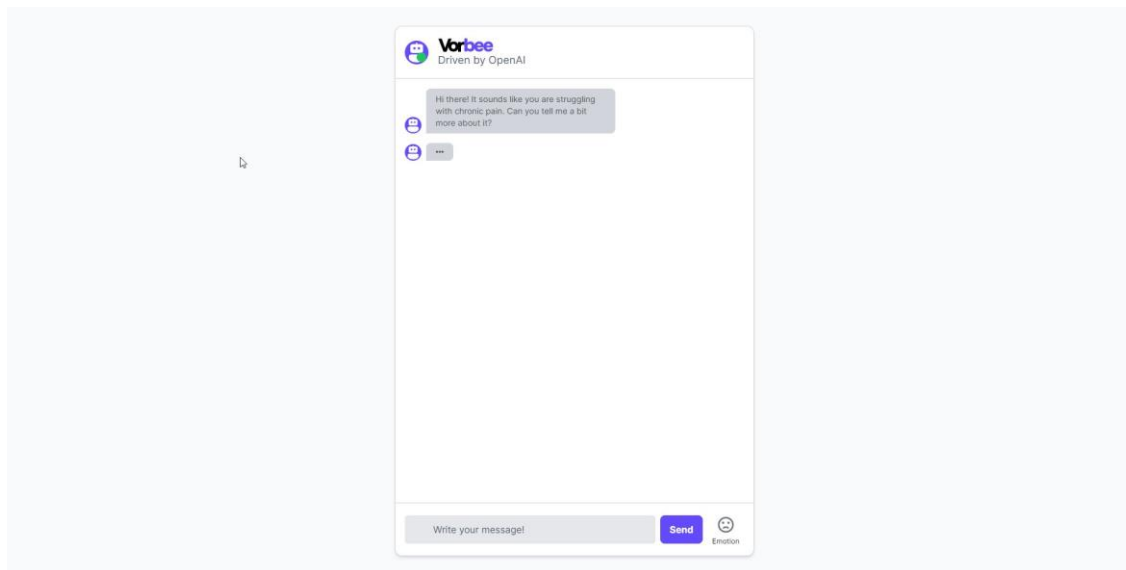 Vorbee
Driven by OpenAI
Hi there! It sounds like you are struggling
with chronic pain. Can you tell me a bit
more about it?
•••
Write your message!
Send
Emotion